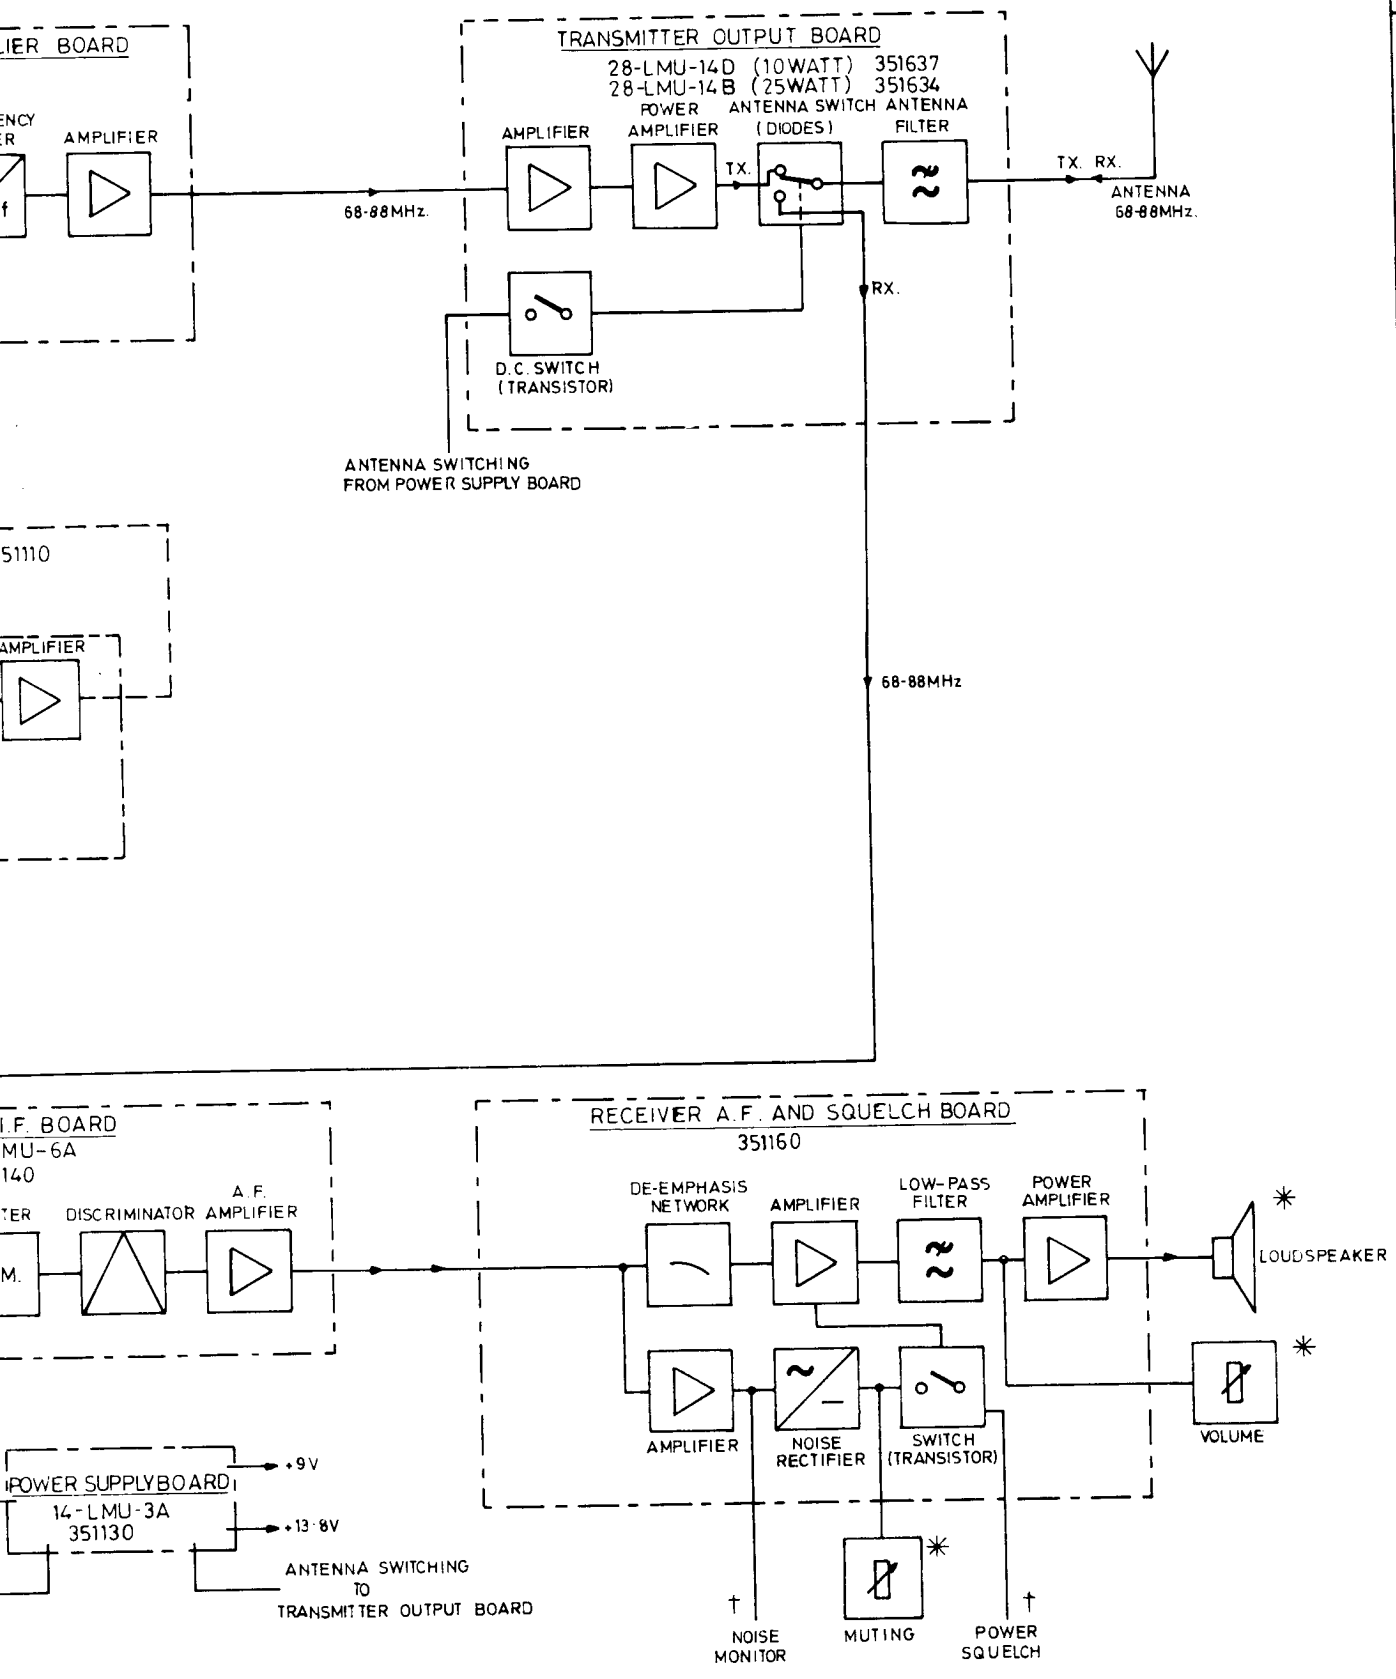 LIER BOARD
ENCY
ER
AMPLIFIER
f
68-88MHz.
TRANSMITTER OUTPUT BOARD
28-LMU-14D (10WATT) 351637
28-LMU-14B (25WATT) 351634
AMPLIFIER
POWER
AMPLIFIER
ANTENNA SWITCH
(DIODES)
ANTENNA
FILTER
TX.
RX.
TX. RX.
ANTENNA
68-88MHz.
D.C. SWITCH
(TRANSISTOR)
ANTENNA SWITCHING
FROM POWER SUPPLY BOARD
51110
AMPLIFIER
68-88MHz
I.F. BOARD
MU-6A
140
TER
M.
DISCRIMINATOR
A.F.
AMPLIFIER
RECEIVER A.F. AND SQUELCH BOARD
351160
DE-EMPHASIS
NETWORK
AMPLIFIER
LOW-PASS
FILTER
POWER
AMPLIFIER
*
LOUDSPEAKER
AMPLIFIER
NOISE
RECTIFIER
SWITCH
(TRANSISTOR)
*
VOLUME
POWER SUPPLY BOARD
14-LMU-3A
351130
+9V
+13·8V
ANTENNA SWITCHING
TO
TRANSMITTER OUTPUT BOARD
†
NOISE
MONITOR
*
MUTING
†
POWER
SQUELCH